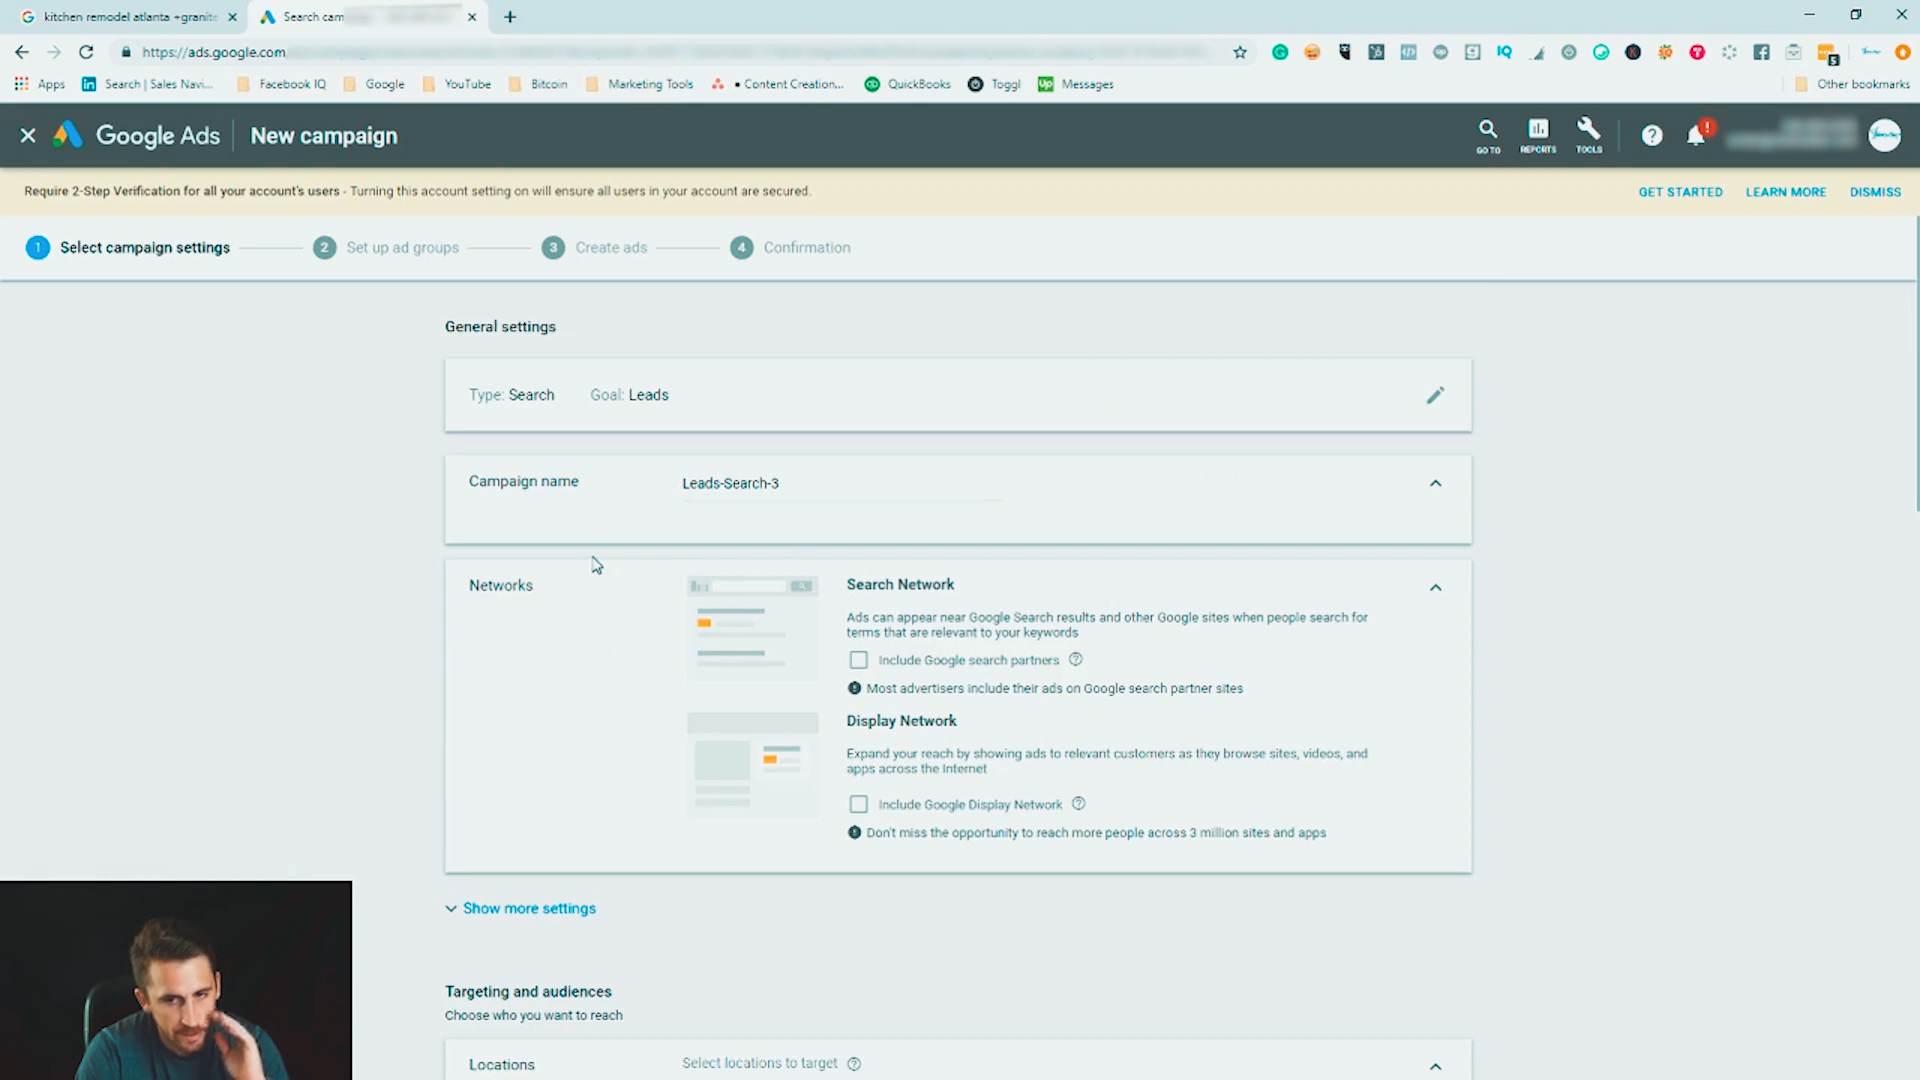 kitchen remodel atlanta +granite
Search cam
https://ads.google.com
Apps
Search | Sales Navi...
Facebook IQ
Google
YouTube
Bitcoin
Marketing Tools
• Content Creation...
QuickBooks
Toggl
Messages
Other bookmarks
Google Ads
New campaign
GO TO
REPORTS
TOOLS
Require 2-Step Verification for all your account's users - Turning this account setting on will ensure all users in your account are secured.
GET STARTED
LEARN MORE
DISMISS
1 Select campaign settings
2 Set up ad groups
3 Create ads
4 Confirmation
General settings
Type: Search Goal: Leads
Campaign name
Leads-Search-3
Networks
Search Network
Ads can appear near Google Search results and other Google sites when people search for
terms that are relevant to your keywords
Include Google search partners
Most advertisers include their ads on Google search partner sites
Display Network
Expand your reach by showing ads to relevant customers as they browse sites, videos, and
apps across the Internet
Include Google Display Network
Don't miss the opportunity to reach more people across 3 million sites and apps
Show more settings
Targeting and audiences
Choose who you want to reach
Locations
Select locations to target